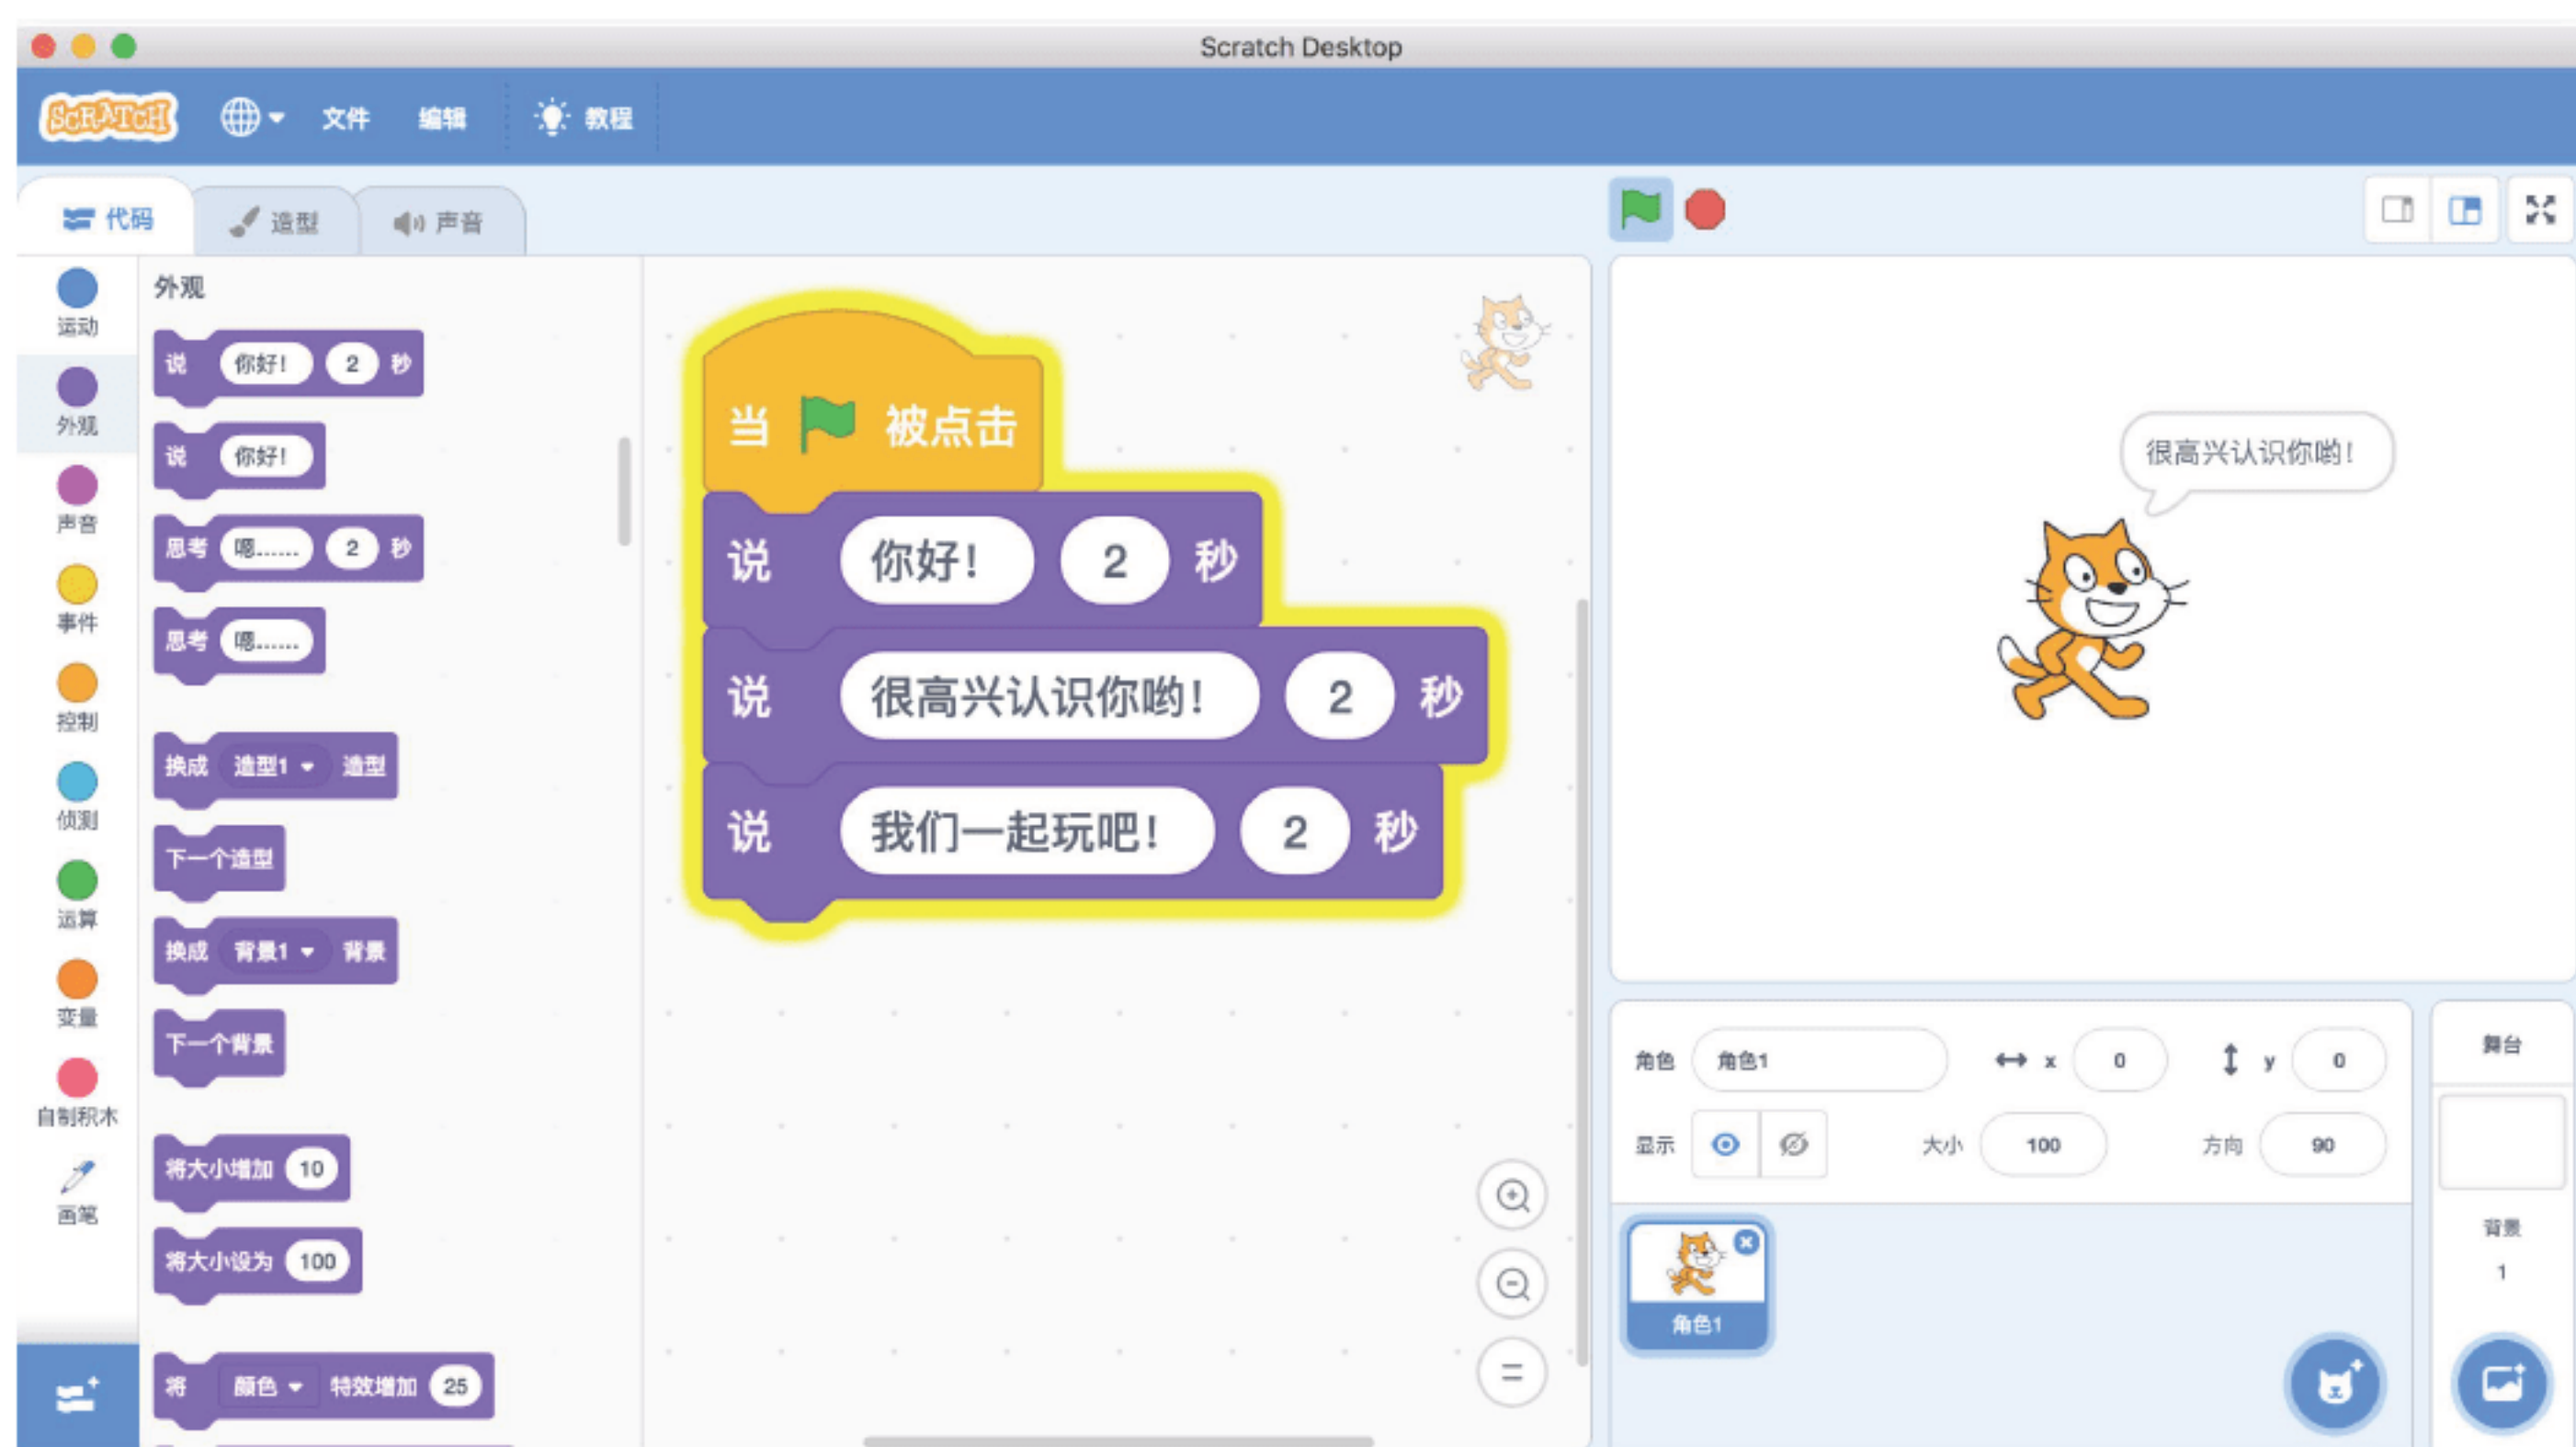 Scratch Desktop
SCRATCH 文件 编辑 教程
代码 造型 声音
运动
外观
声音
事件
控制
侦测
运算
变量
自制积木
画笔
外观
说 你好! 2 秒
说 你好!
思考 嗯...... 2 秒
思考 嗯......
换成 造型1 造型
下一个造型
换成 背景1 背景
下一个背景
将大小增加 10
将大小设为 100
将 颜色 特效增加 25
当 被点击
说 你好! 2 秒
说 很高兴认识你哟! 2 秒
说 我们一起玩吧! 2 秒
很高兴认识你哟!
角色 角色1 x 0 y 0
显示 大小 100 方向 90
角色1
舞台
背景
1